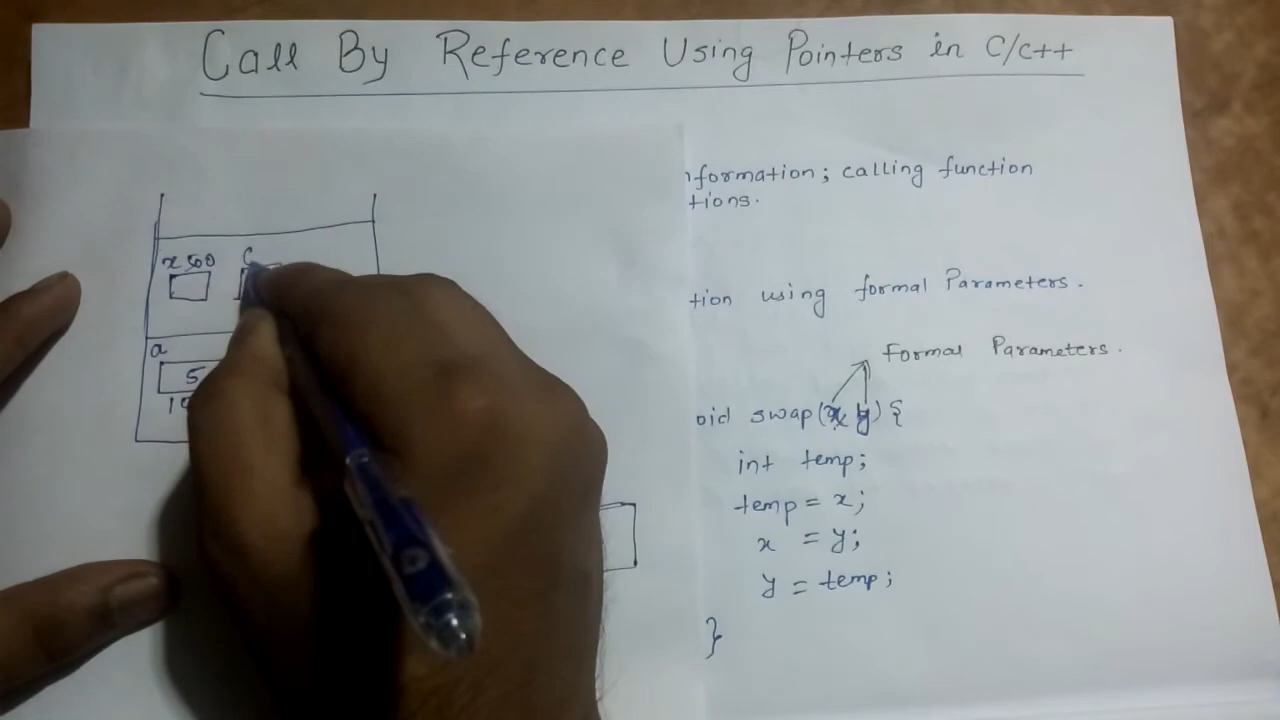 Call By Reference Using Pointers in C/C++
nformation; calling function
tions.
tion using formal Parameters.
Formal Parameters.
x 500
a
5
oid swap(x y) {
int temp;
temp = x;
x = y;
y = temp;
}